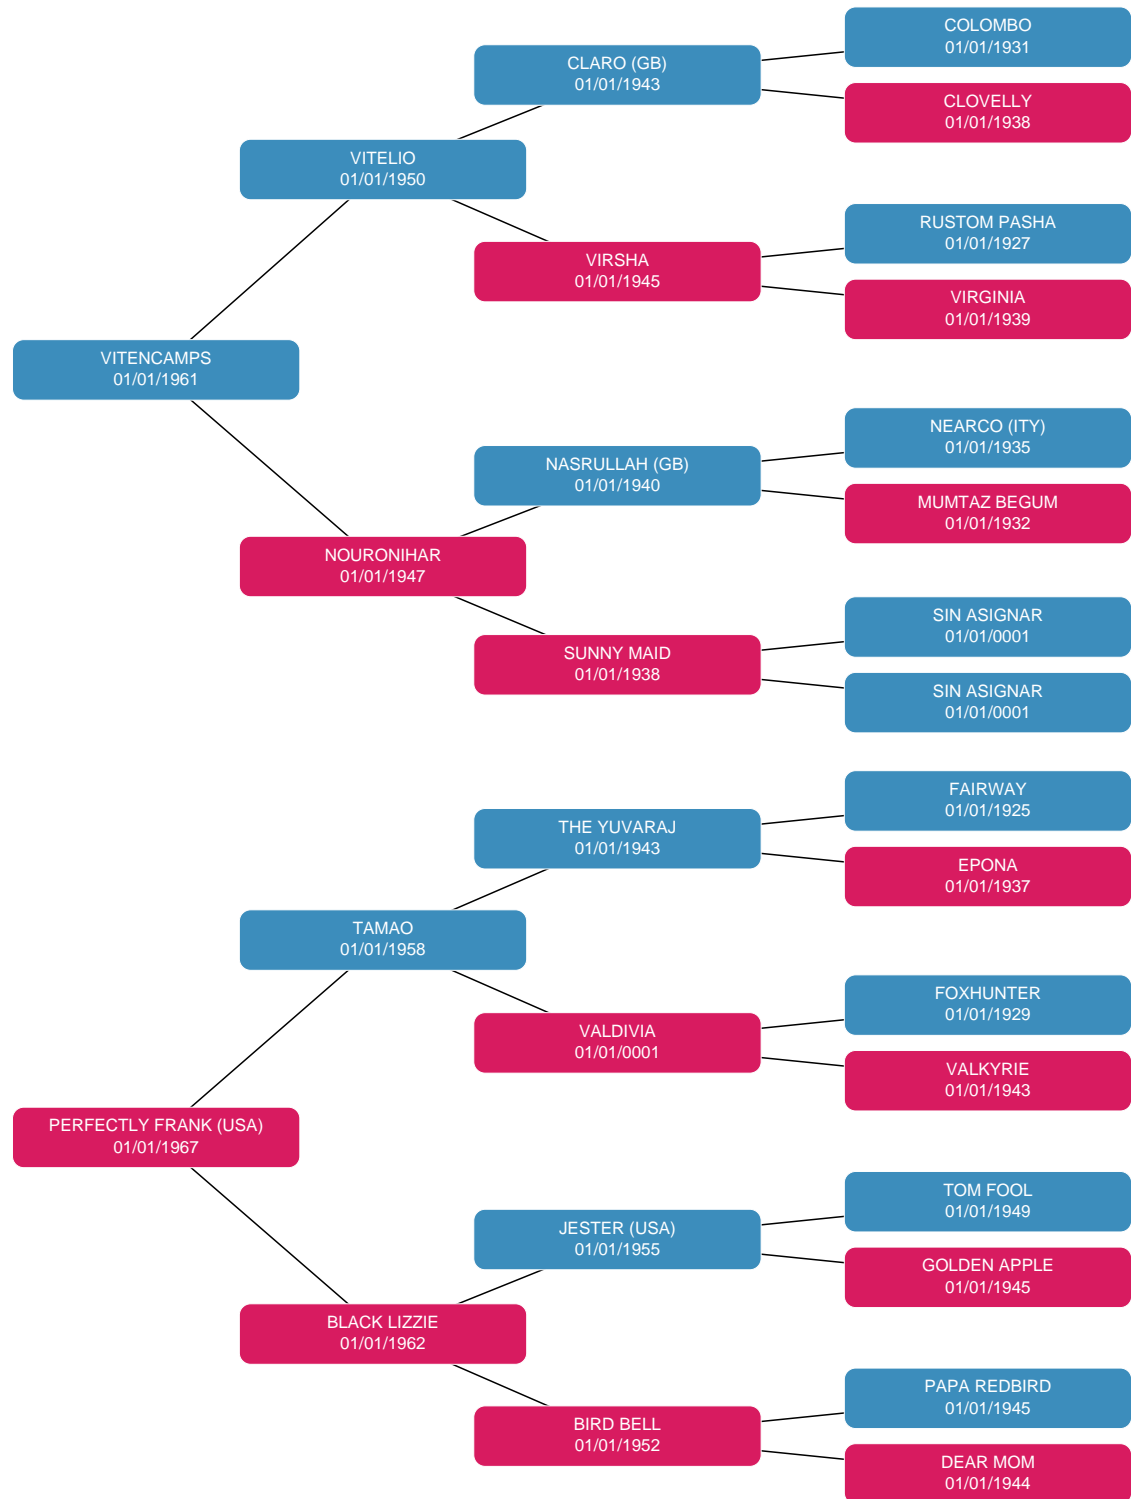 COLOMBO
01/01/1931
CLARO (GB)
01/01/1943
CLOVELLY
01/01/1938
VITELIO
01/01/1950
RUSTOM PASHA
01/01/1927
VIRSHA
01/01/1945
VIRGINIA
01/01/1939
VITENCAMPS
01/01/1961
NEARCO (ITY)
01/01/1935
NASRULLAH (GB)
01/01/1940
MUMTAZ BEGUM
01/01/1932
NOURONIHAR
01/01/1947
SIN ASIGNAR
01/01/0001
SUNNY MAID
01/01/1938
SIN ASIGNAR
01/01/0001
FAIRWAY
01/01/1925
THE YUVARAJ
01/01/1943
EPONA
01/01/1937
TAMAO
01/01/1958
FOXHUNTER
01/01/1929
VALDIVIA
01/01/0001
VALKYRIE
01/01/1943
PERFECTLY FRANK (USA)
01/01/1967
TOM FOOL
01/01/1949
JESTER (USA)
01/01/1955
GOLDEN APPLE
01/01/1945
BLACK LIZZIE
01/01/1962
PAPA REDBIRD
01/01/1945
BIRD BELL
01/01/1952
DEAR MOM
01/01/1944